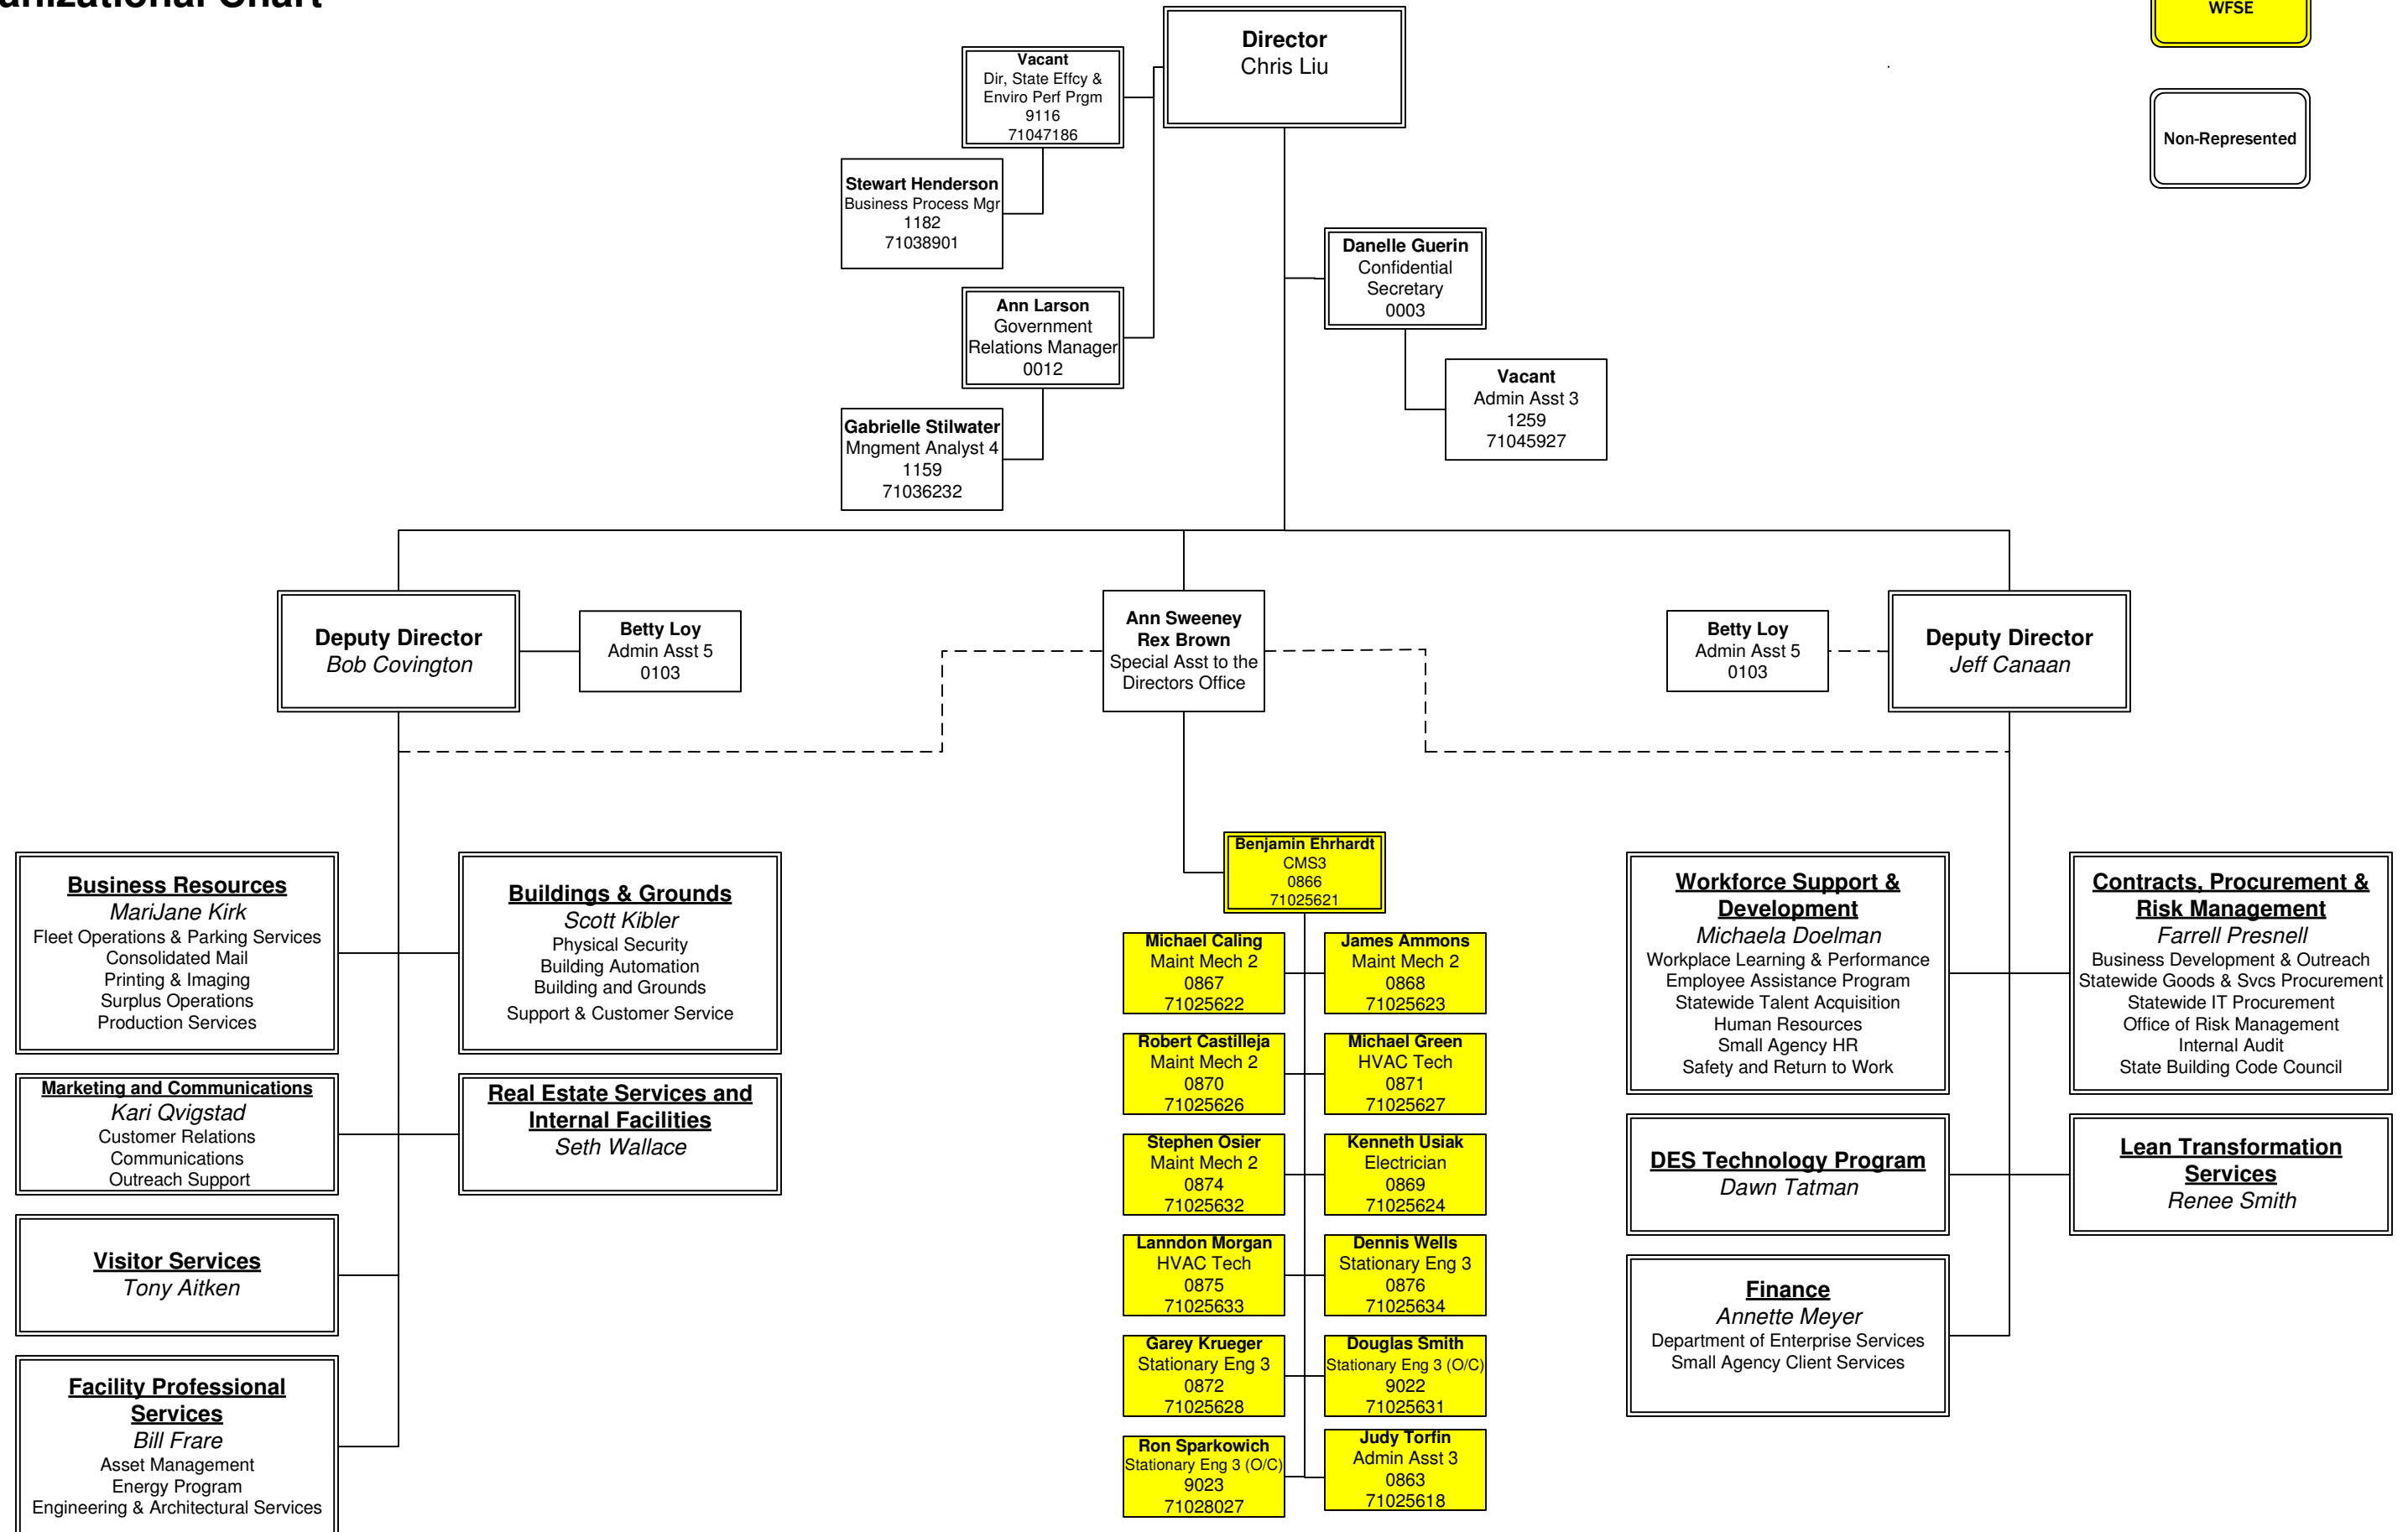 anizational Chart
WFSE
Non-Represented
Director
Chris Liu
Vacant
Dir, State Effcy &
Enviro Perf Prgm
9116
71047186
Stewart Henderson
Business Process Mgr
1182
71038901
Ann Larson
Government
Relations Manager
0012
Gabrielle Stilwater
Mngment Analyst 4
1159
71036232
Danelle Guerin
Confidential
Secretary
0003
Vacant
Admin Asst 3
1259
71045927
Deputy Director
Bob Covington
Betty Loy
Admin Asst 5
0103
Ann Sweeney
Rex Brown
Special Asst to the
Directors Office
Betty Loy
Admin Asst 5
0103
Deputy Director
Jeff Canaan
Business Resources
MariJane Kirk
Fleet Operations & Parking Services
Consolidated Mail
Printing & Imaging
Surplus Operations
Production Services
Buildings & Grounds
Scott Kibler
Physical Security
Building Automation
Building and Grounds
Support & Customer Service
Marketing and Communications
Kari Qvigstad
Customer Relations
Communications
Outreach Support
Real Estate Services and
Internal Facilities
Seth Wallace
Visitor Services
Tony Aitken
Facility Professional
Services
Bill Frare
Asset Management
Energy Program
Engineering & Architectural Services
Benjamin Ehrhardt
CMS3
0866
71025621
Michael Caling
Maint Mech 2
0867
71025622
James Ammons
Maint Mech 2
0868
71025623
Robert Castilleja
Maint Mech 2
0870
71025626
Michael Green
HVAC Tech
0871
71025627
Stephen Osier
Maint Mech 2
0874
71025632
Kenneth Usiak
Electrician
0869
71025624
Lanndon Morgan
HVAC Tech
0875
71025633
Dennis Wells
Stationary Eng 3
0876
71025634
Garey Krueger
Stationary Eng 3
0872
71025628
Douglas Smith
Stationary Eng 3 (O/C)
9022
71025631
Ron Sparkowich
Stationary Eng 3 (O/C)
9023
71028027
Judy Torfin
Admin Asst 3
0863
71025618
Workforce Support &
Development
Michaela Doelman
Workplace Learning & Performance
Employee Assistance Program
Statewide Talent Acquisition
Human Resources
Small Agency HR
Safety and Return to Work
Contracts, Procurement &
Risk Management
Farrell Presnell
Business Development & Outreach
Statewide Goods & Svcs Procurement
Statewide IT Procurement
Office of Risk Management
Internal Audit
State Building Code Council
DES Technology Program
Dawn Tatman
Lean Transformation
Services
Renee Smith
Finance
Annette Meyer
Department of Enterprise Services
Small Agency Client Services